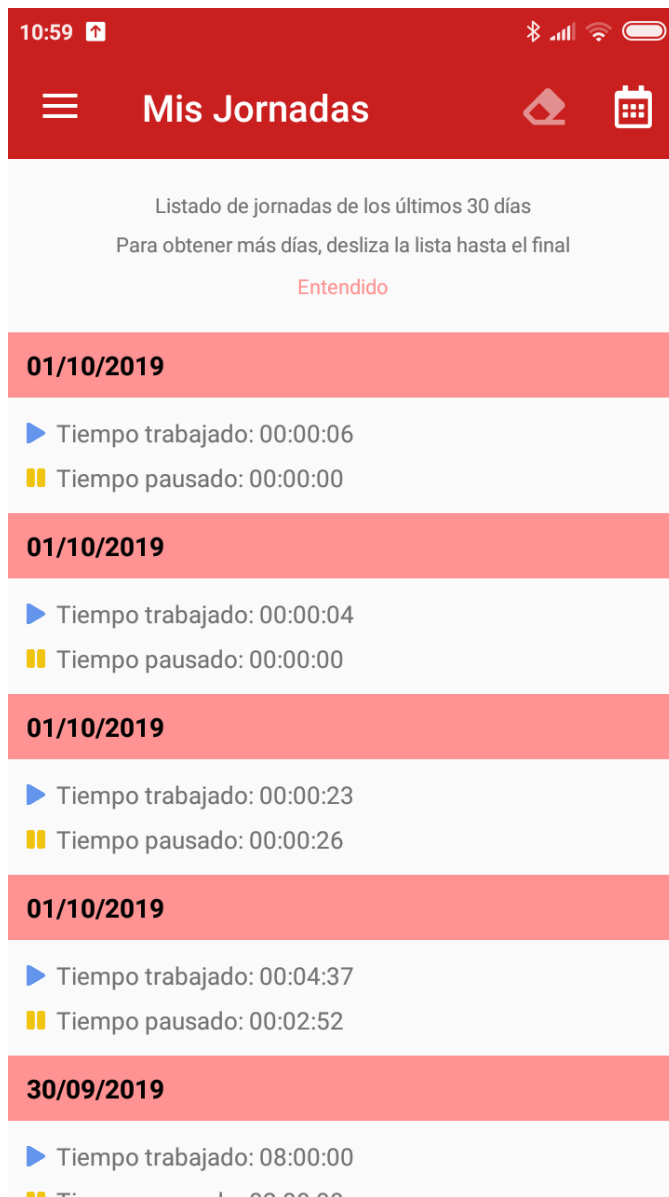 10:59
Mis Jornadas
Listado de jornadas de los últimos 30 días
Para obtener más días, desliza la lista hasta el final
Entendido
01/10/2019
Tiempo trabajado: 00:00:06
Tiempo pausado: 00:00:00
01/10/2019
Tiempo trabajado: 00:00:04
Tiempo pausado: 00:00:00
01/10/2019
Tiempo trabajado: 00:00:23
Tiempo pausado: 00:00:26
01/10/2019
Tiempo trabajado: 00:04:37
Tiempo pausado: 00:02:52
30/09/2019
Tiempo trabajado: 08:00:00